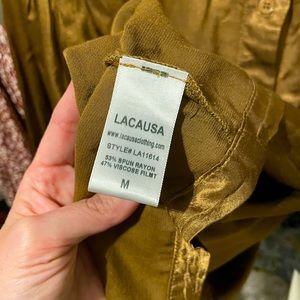 LACAUSA
www.lacausaclothing.com
STYLE# LA11614
53% SPUN RAYON
47% VISCOSE FILMT
M